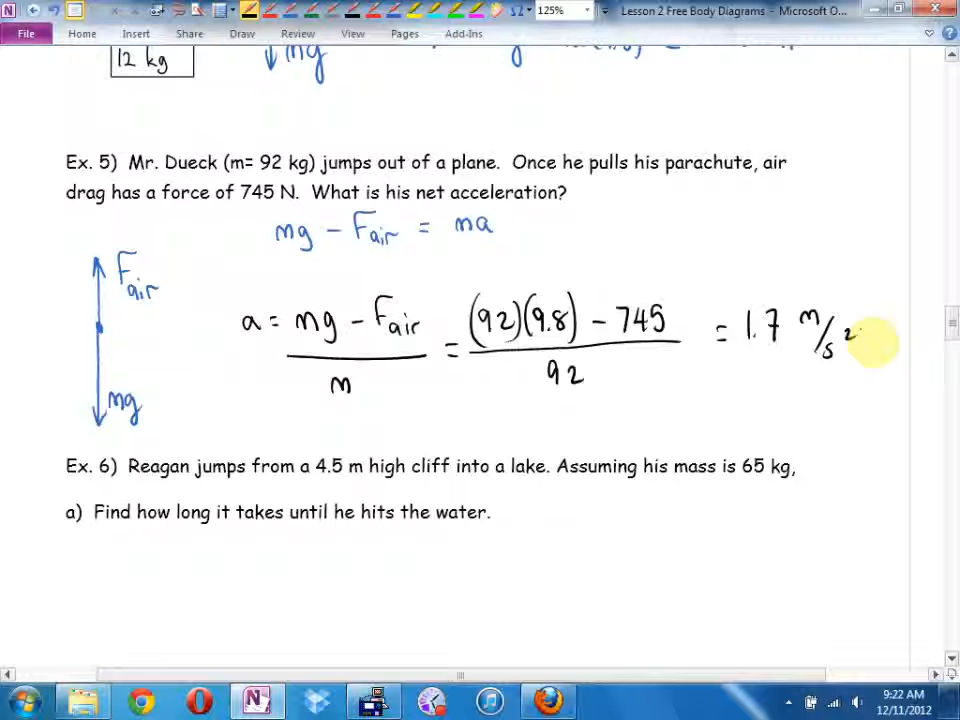 125%
Lesson 2 Free Body Diagrams - Microsoft O...
File Home Insert Share Draw Review View Pages Add-Ins
12 kg
mg
Ex. 5) Mr. Dueck (m= 92 kg) jumps out of a plane. Once he pulls his parachute, air
drag has a force of 745 N. What is his net acceleration?
mg - Fair = ma
Fair
a = mg - Fair / m = (92)(9.8) - 745 / 92 = 1.7 m/s2
mg
Ex. 6) Reagan jumps from a 4.5 m high cliff into a lake. Assuming his mass is 65 kg,
a) Find how long it takes until he hits the water.
9:22 AM
12/11/2012